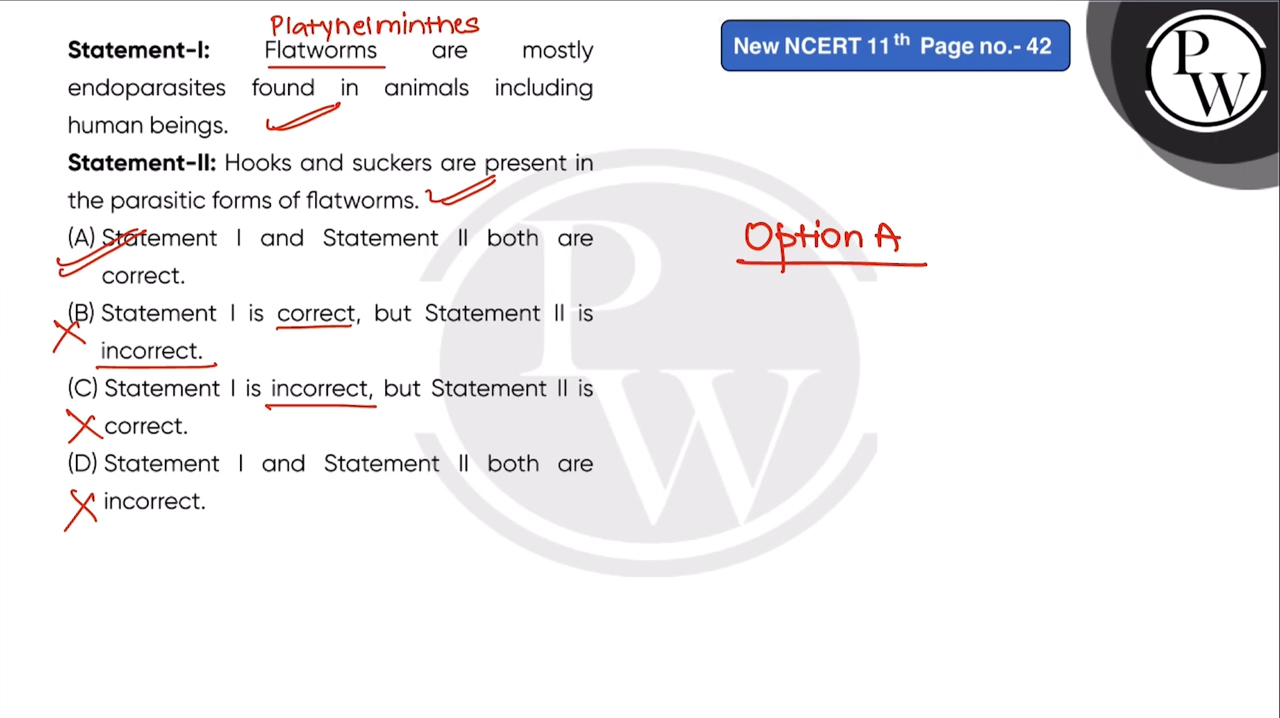 Platyhelminthes
Statement-I: Flatworms are mostly
endoparasites found in animals including
human beings.
Statement-II: Hooks and suckers are present in
the parasitic forms of flatworms.
(A) Statement I and Statement II both are
correct.
(B) Statement I is correct, but Statement II is
incorrect.
(C) Statement I is incorrect, but Statement II is
correct.
(D) Statement I and Statement II both are
incorrect.
New NCERT 11th Page no.- 42
PW
Option A
PW